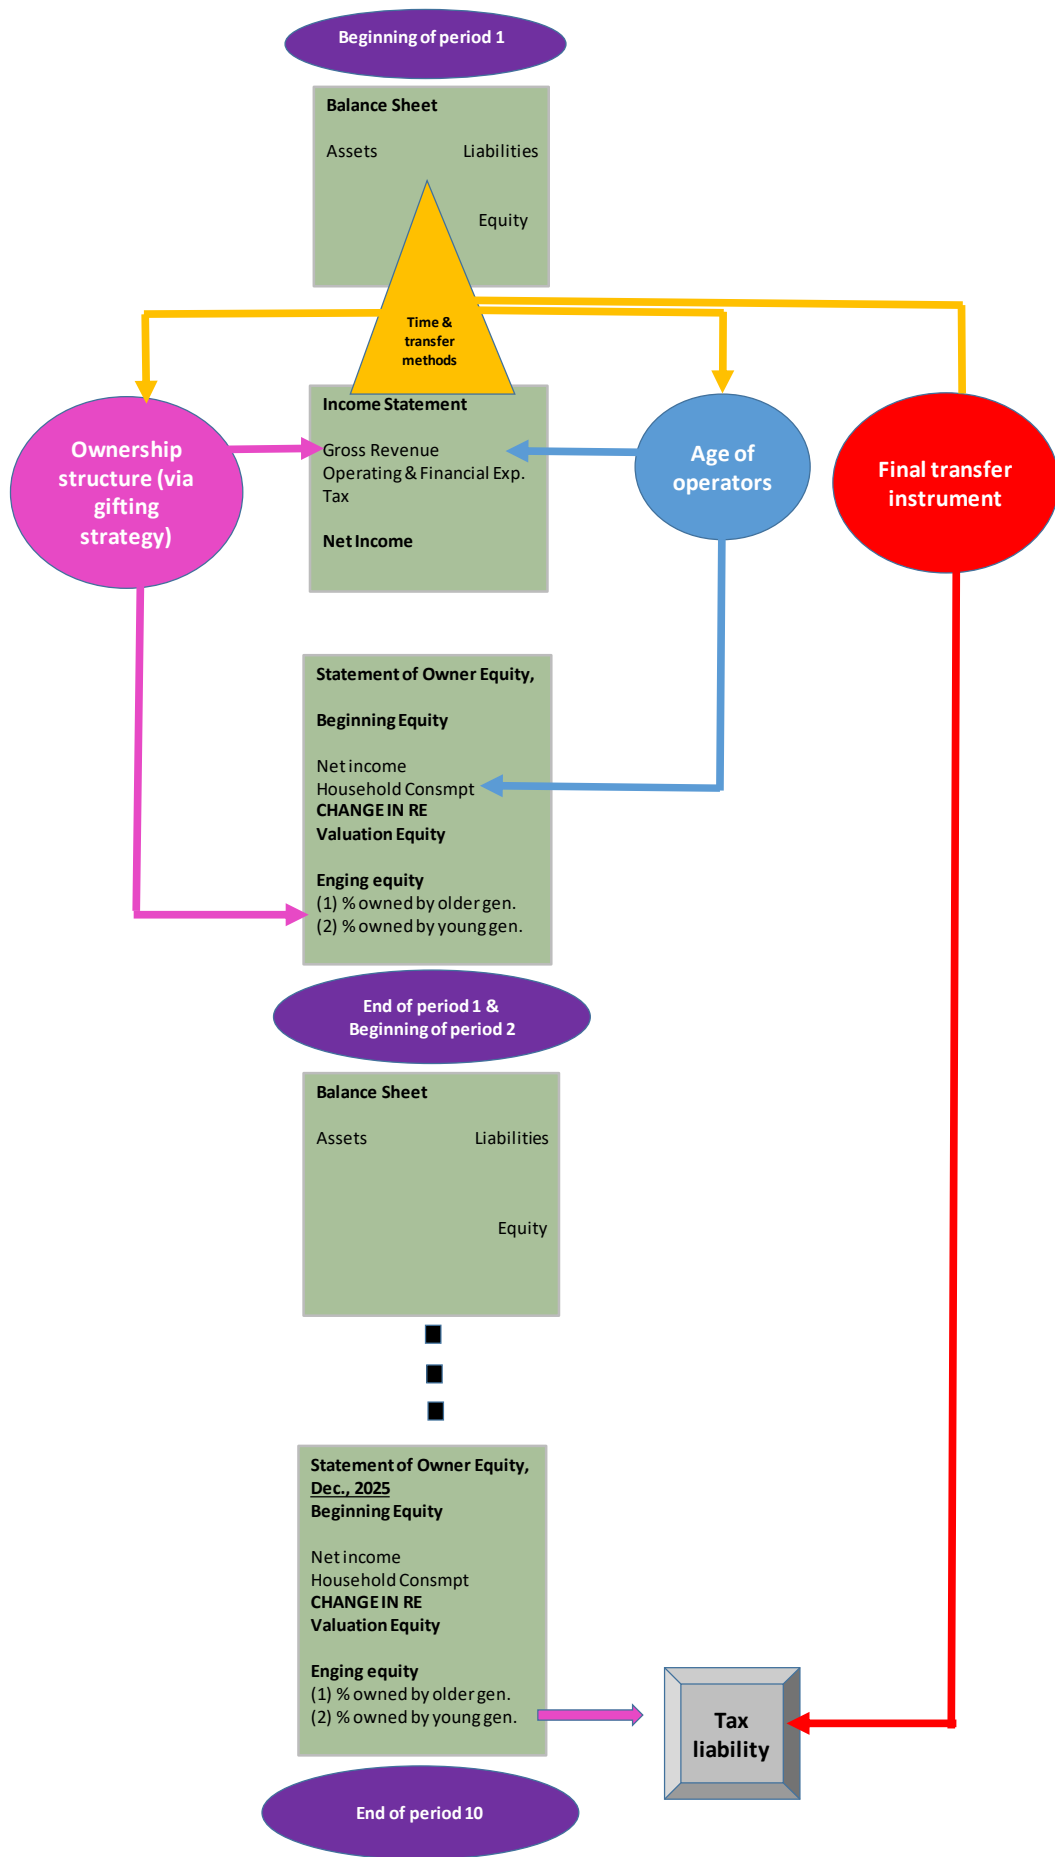 Beginning of period 1
Balance Sheet
Assets Liabilities
Equity
Time &
transfer
methods
Ownership
structure (via
gifting
strategy)
Income Statement
Gross Revenue
Operating & Financial Exp.
Tax
Net Income
Age of
operators
Final transfer
instrument
Statement of Owner Equity,
Beginning Equity
Net income
Household Consmpt
CHANGE IN RE
Valuation Equity
Enging equity
(1) % owned by older gen.
(2) % owned by young gen.
End of period 1 &
Beginning of period 2
Balance Sheet
Assets Liabilities
Equity
Statement of Owner Equity,
Dec., 2025
Beginning Equity
Net income
Household Consmpt
CHANGE IN RE
Valuation Equity
Enging equity
(1) % owned by older gen.
(2) % owned by young gen.
Tax
liability
End of period 10